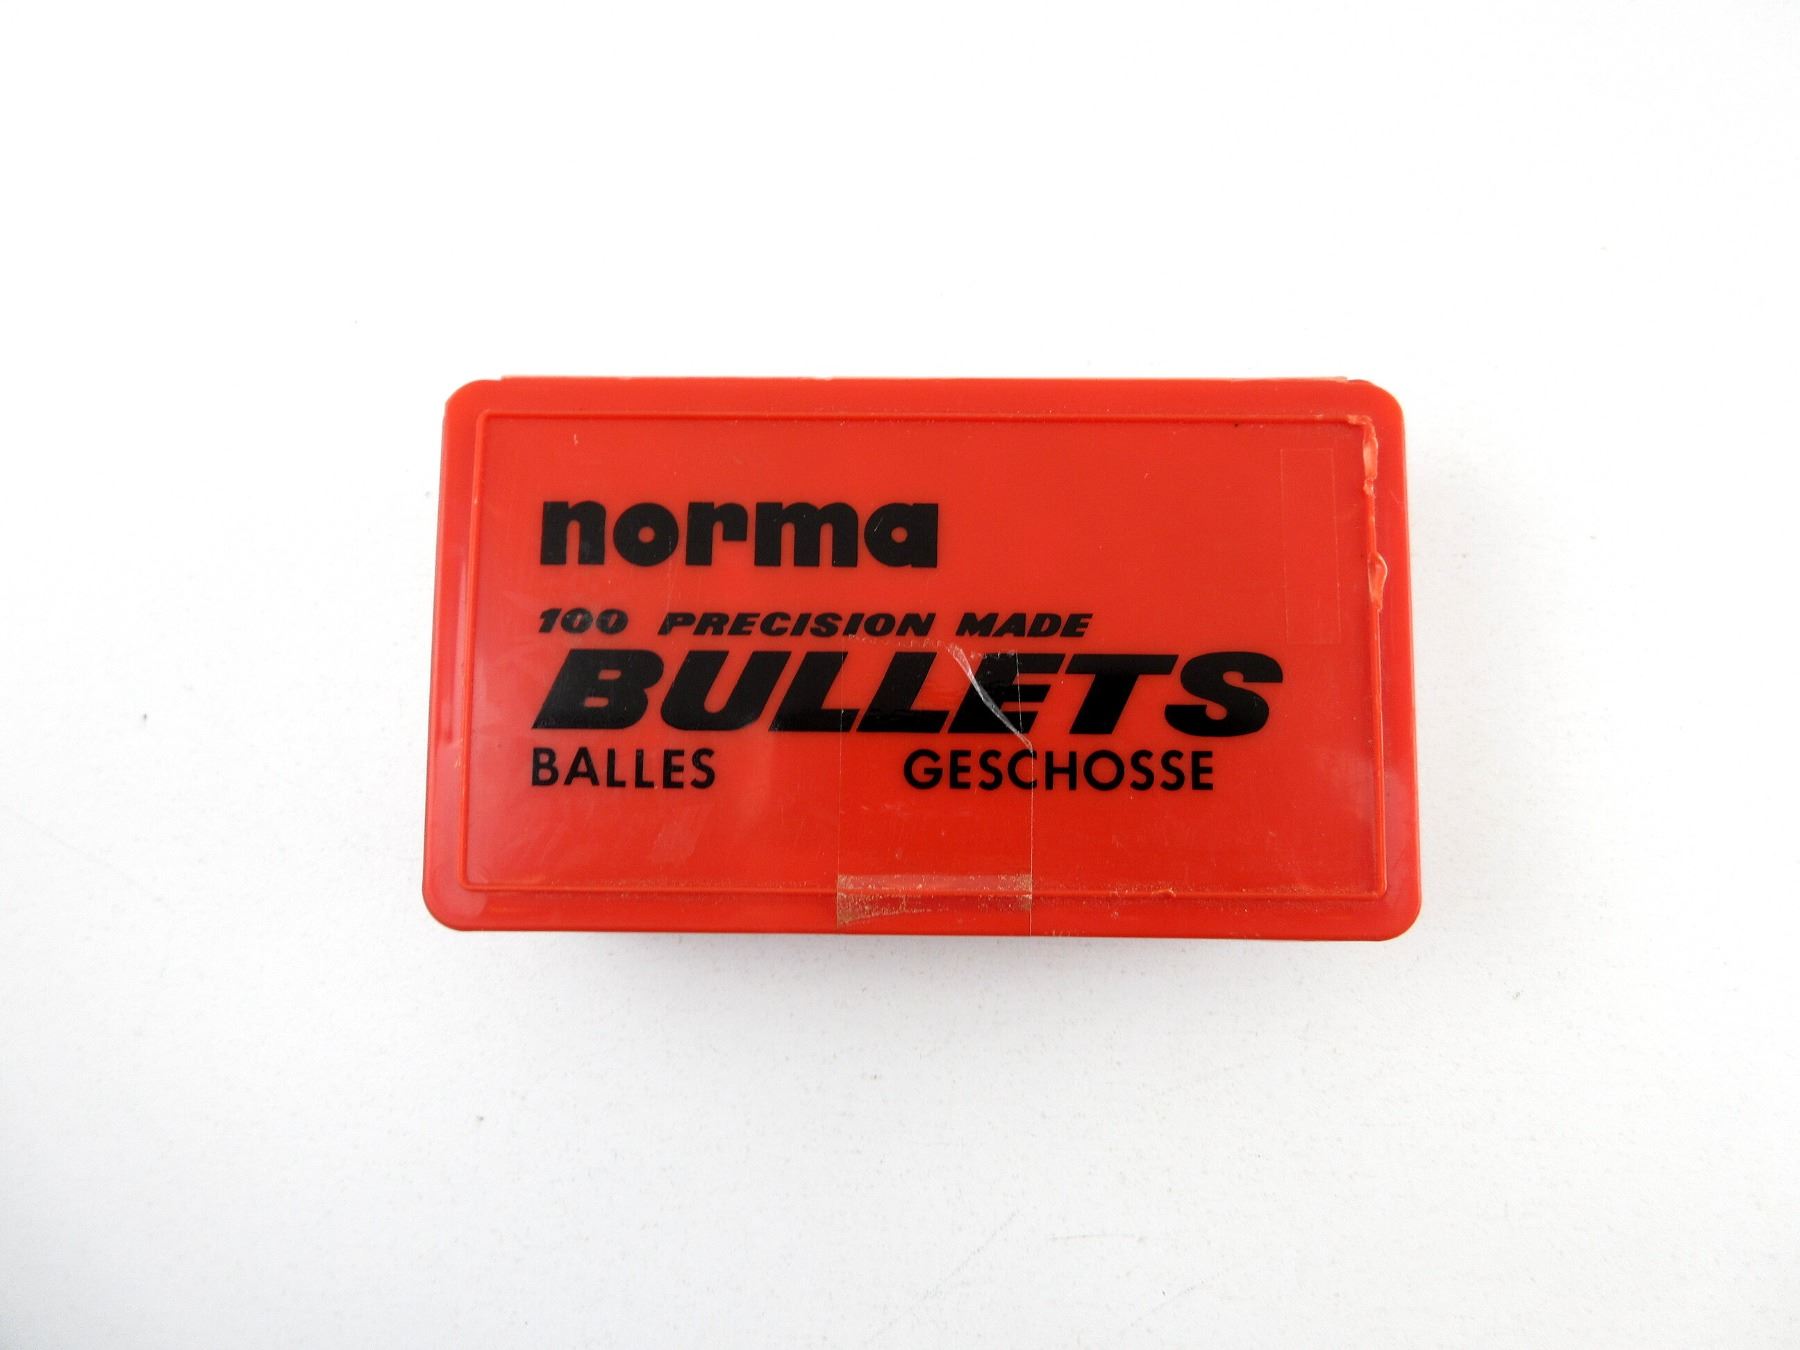 norma
100 PRECISION MADE
BULLETS
BALLES GESCHOSSE